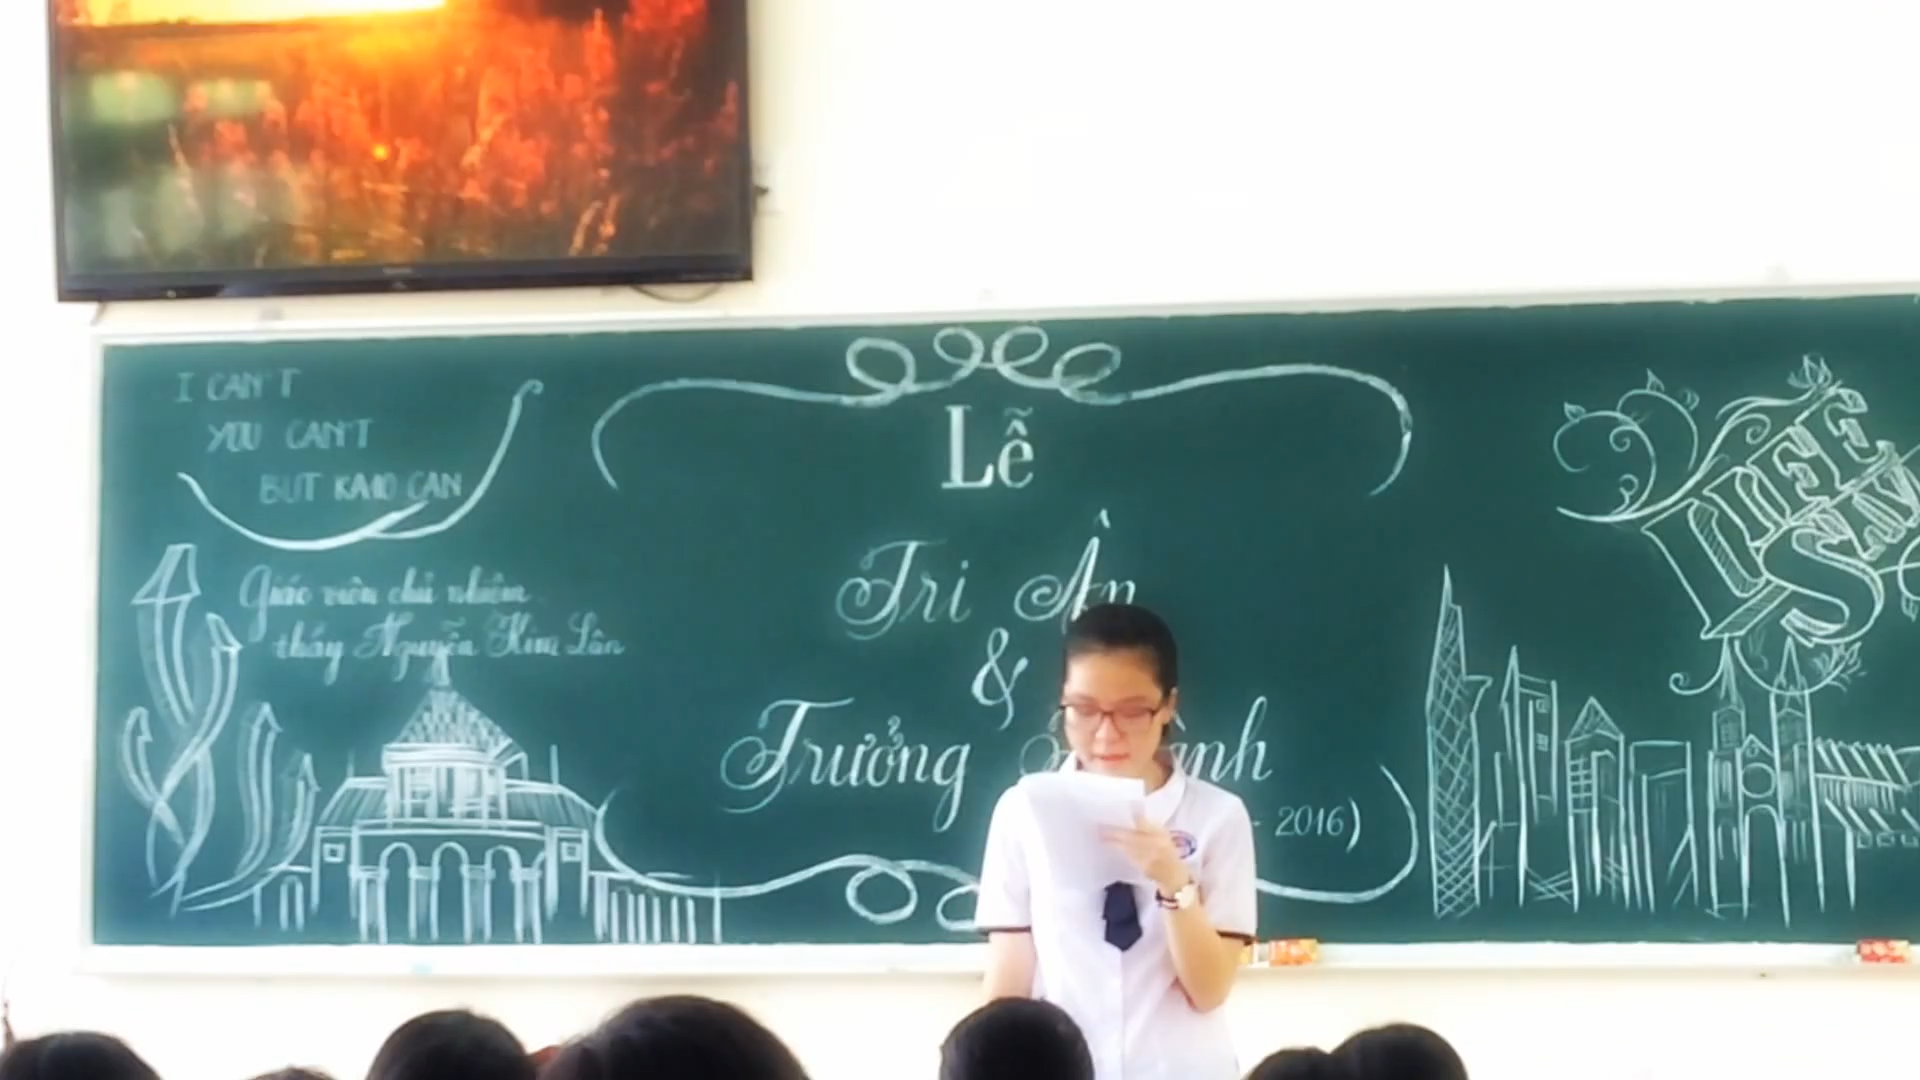 I CAN'T
YOU CAN'T
BUT KAIO CAN
Giáo viên chủ nhiệm
thầy Nguyễn Kim Lân
Lễ
Tri Ân
&
Trưởng
- 2016)
LIFE